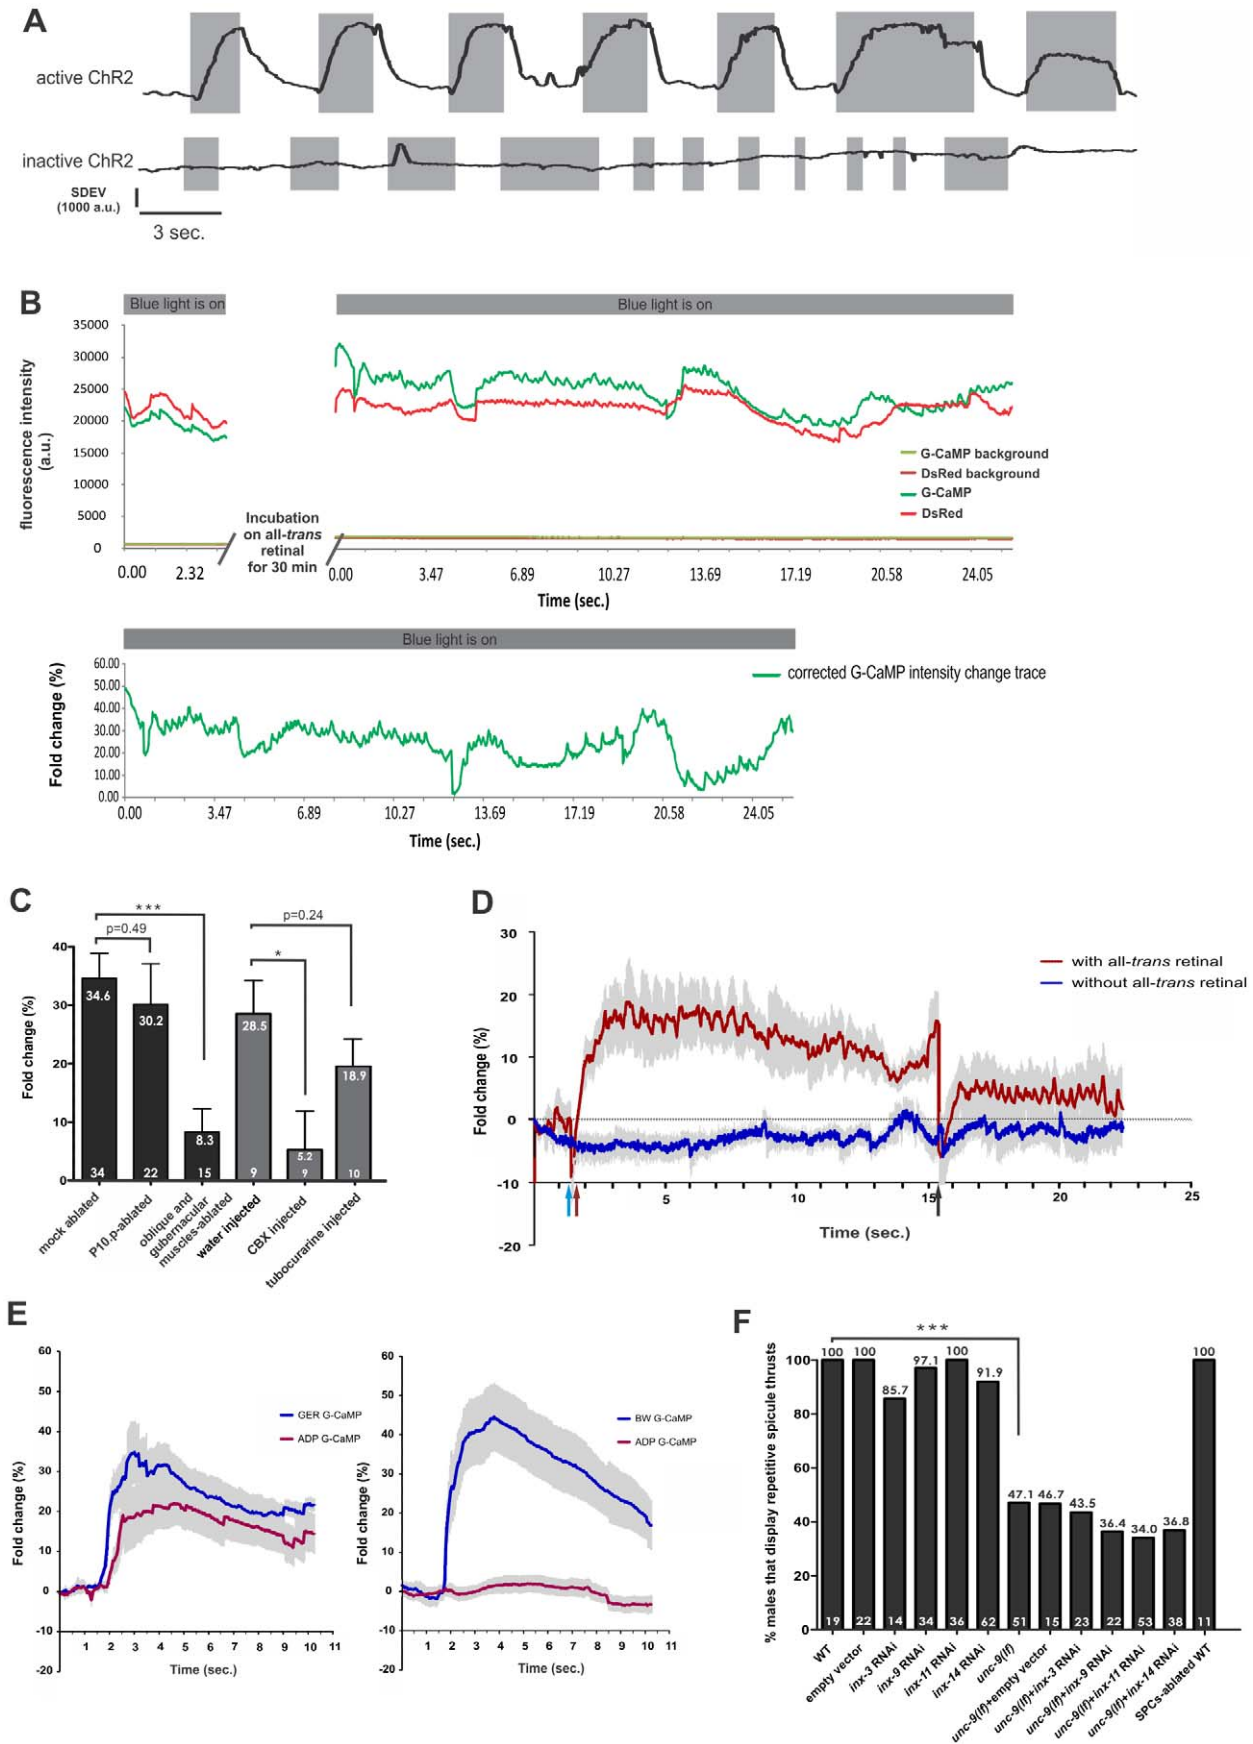 A
active ChR2
inactive ChR2
SDEV
(1000 a.u.)
3 sec.
B
Blue light is on
Blue light is on
fluorescence intensity
(a.u.)
35000
30000
25000
20000
15000
10000
5000
0
G-CaMP background
DsRed background
G-CaMP
DsRed
Incubation
on all-trans
retinal
for 30 min
0.00 2.32
0.00 3.47 6.89 10.27 13.69 17.19 20.58 24.05
Time (sec.)
Blue light is on
Fold change (%)
60.00
50.00
40.00
30.00
20.00
10.00
0.00
corrected G-CaMP intensity change trace
0.00 3.47 6.89 10.27 13.69 17.19 20.58 24.05
Time (sec.)
C
***
p=0.49
p=0.24
*
Fold change (%)
40
30
20
10
0
34.6
30.2
8.3
28.5
5.2
18.9
34 22 15 9 9 10
mock ablated
P10.p-ablated
oblique and
gubernacular
muscles-ablated
water injected
CBX injected
tubocurarine injected
D
Fold change (%)
30
20
10
0
-10
-20
with all-trans retinal
without all-trans retinal
5 10 15 20 25
Time (sec.)
E
Fold change (%)
60
50
40
30
20
10
0
-10
-20
GER G-CaMP
ADP G-CaMP
1 2 3 4 5 6 7 8 9 10 11
Time (sec.)
Fold change (%)
60
50
40
30
20
10
0
-10
-20
BW G-CaMP
ADP G-CaMP
1 2 3 4 5 6 7 8 9 10 11
Time (sec.)
F
***
% males that display repetitive spicule thrusts
100
80
60
40
20
0
100 100 85.7 97.1 100 91.9 47.1 46.7 43.5 36.4 34.0 36.8 100
19 22 14 34 36 62 51 15 23 22 53 38 11
WT
empty vector
inx-3 RNAi
inx-9 RNAi
inx-11 RNAi
inx-14 RNAi
unc-9(lf)
unc-9(lf)+empty vector
unc-9(lf)+inx-3 RNAi
unc-9(lf)+inx-9 RNAi
unc-9(lf)+inx-11 RNAi
unc-9(lf)+inx-14 RNAi
SPCs-ablated WT